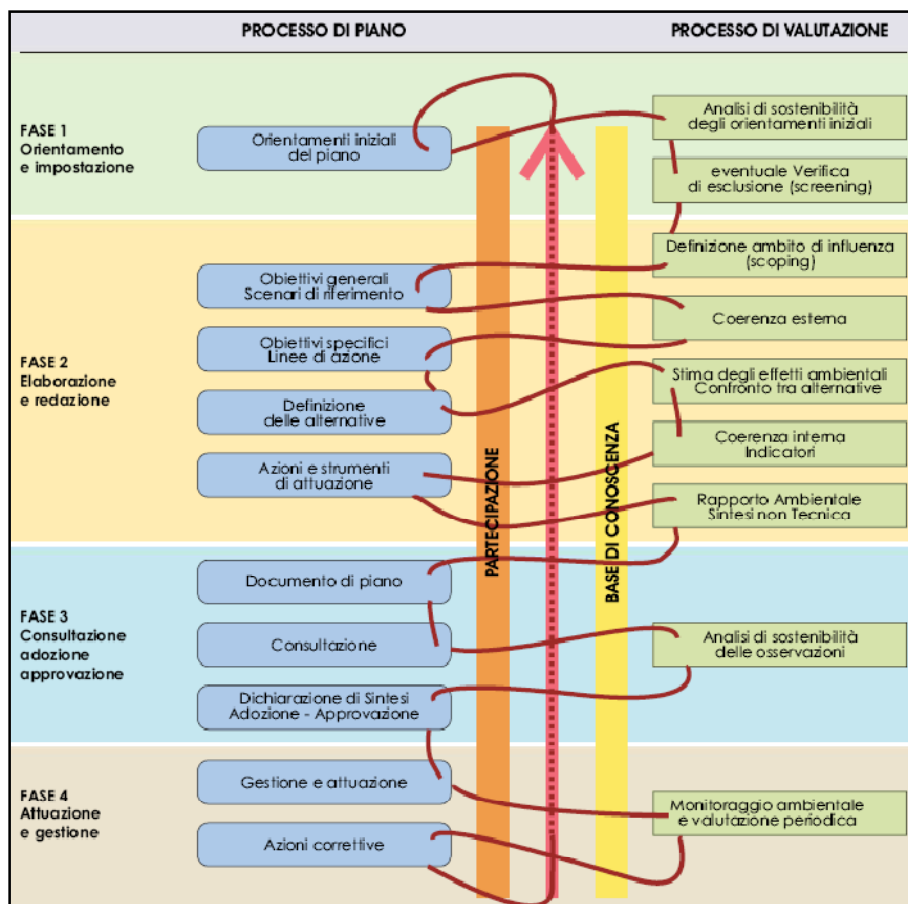 PROCESSO DI PIANO
PROCESSO DI VALUTAZIONE
FASE 1
Orientamento
e impostazione
Orientamenti iniziali
del piano
Analisi di sostenibilità
degli orientamenti iniziali
eventuale Verifica
di esclusione (screening)
FASE 2
Elaborazione
e redazione
Obiettivi generali
Scenari di riferimento
Obiettivi specifici
Linee di azione
Definizione
delle alternative
Azioni e strumenti
di attuazione
Definizione ambito di influenza
(scoping)
Coerenza esterna
Stima degli effetti ambientali
Confronto tra alternative
Coerenza interna
Indicatori
Rapporto Ambientale
Sintesi non Tecnica
PARTECIPAZIONE
BASE DI CONOSCENZA
FASE 3
Consultazione
adozione
approvazione
Documento di piano
Consultazione
Dichiarazione di Sintesi
Adozione - Approvazione
Analisi di sostenibilità
delle osservazioni
FASE 4
Attuazione
e gestione
Gestione e attuazione
Azioni correttive
Monitoraggio ambientale
e valutazione periodica